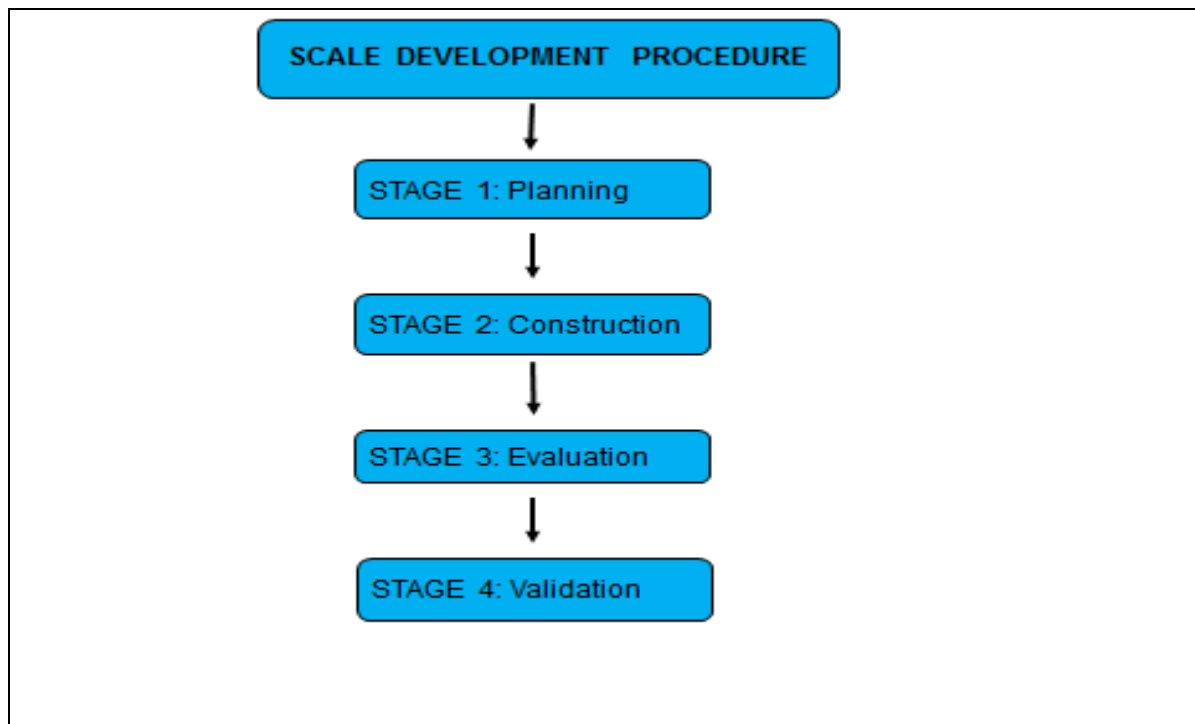 SCALE DEVELOPMENT PROCEDURE
STAGE 1: Planning
STAGE 2: Construction
STAGE 3: Evaluation
STAGE 4: Validation